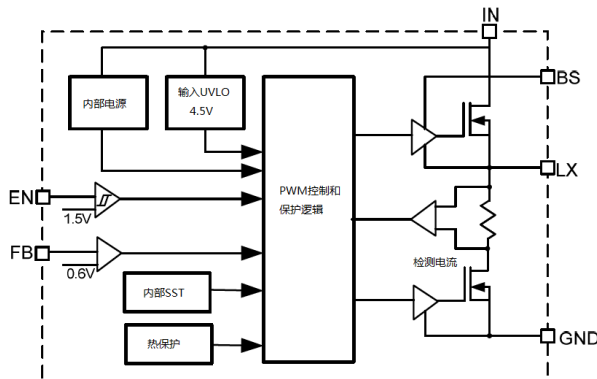 IN
BS
内部电源
输入UVLO
4.5V
LX
EN
1.5V
PWM控制和
保护逻辑
FB
0.6V
检测电流
内部SST
热保护
GND